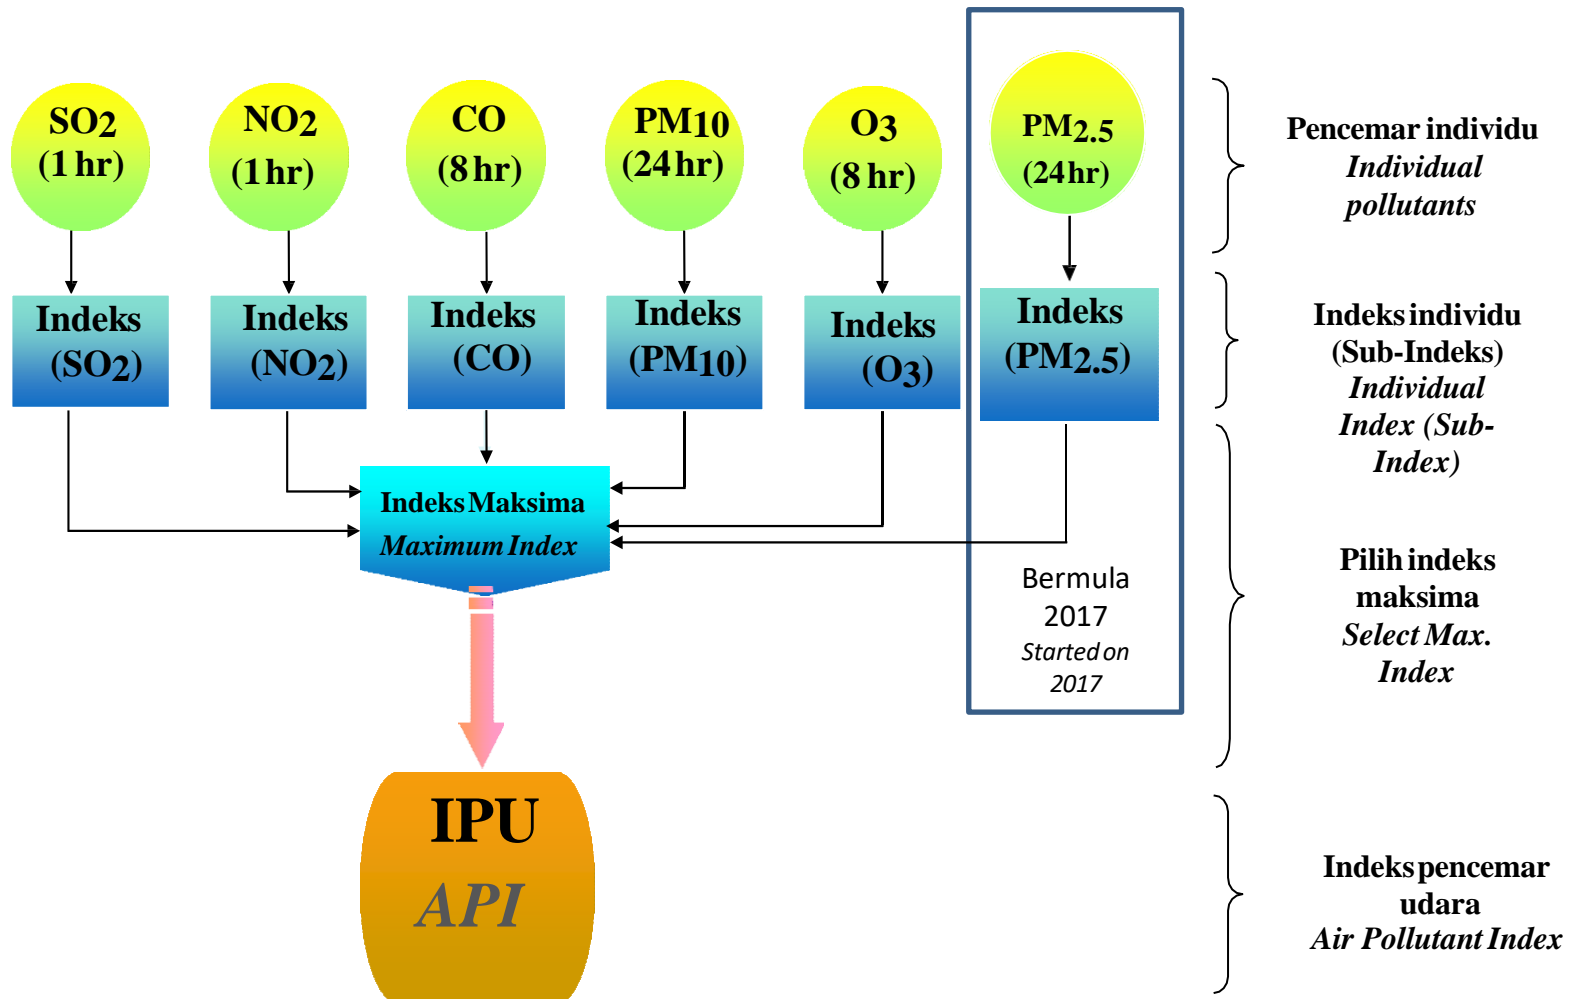 SO2
(1 hr)
NO2
(1 hr)
CO
(8 hr)
PM10
(24 hr)
O3
(8 hr)
PM2.5
(24 hr)
Pencemar individu
Individual
pollutants
Indeks
(SO2)
Indeks
(NO2)
Indeks
(CO)
Indeks
(PM10)
Indeks
(O3)
Indeks
(PM2.5)
Indeks individu
(Sub-Indeks)
Individual
Index (Sub-
Index)
Indeks Maksima
Maximum Index
Bermula
2017
Started on
2017
Pilih indeks
maksima
Select Max.
Index
IPU
API
Indeks pencemar
udara
Air Pollutant Index